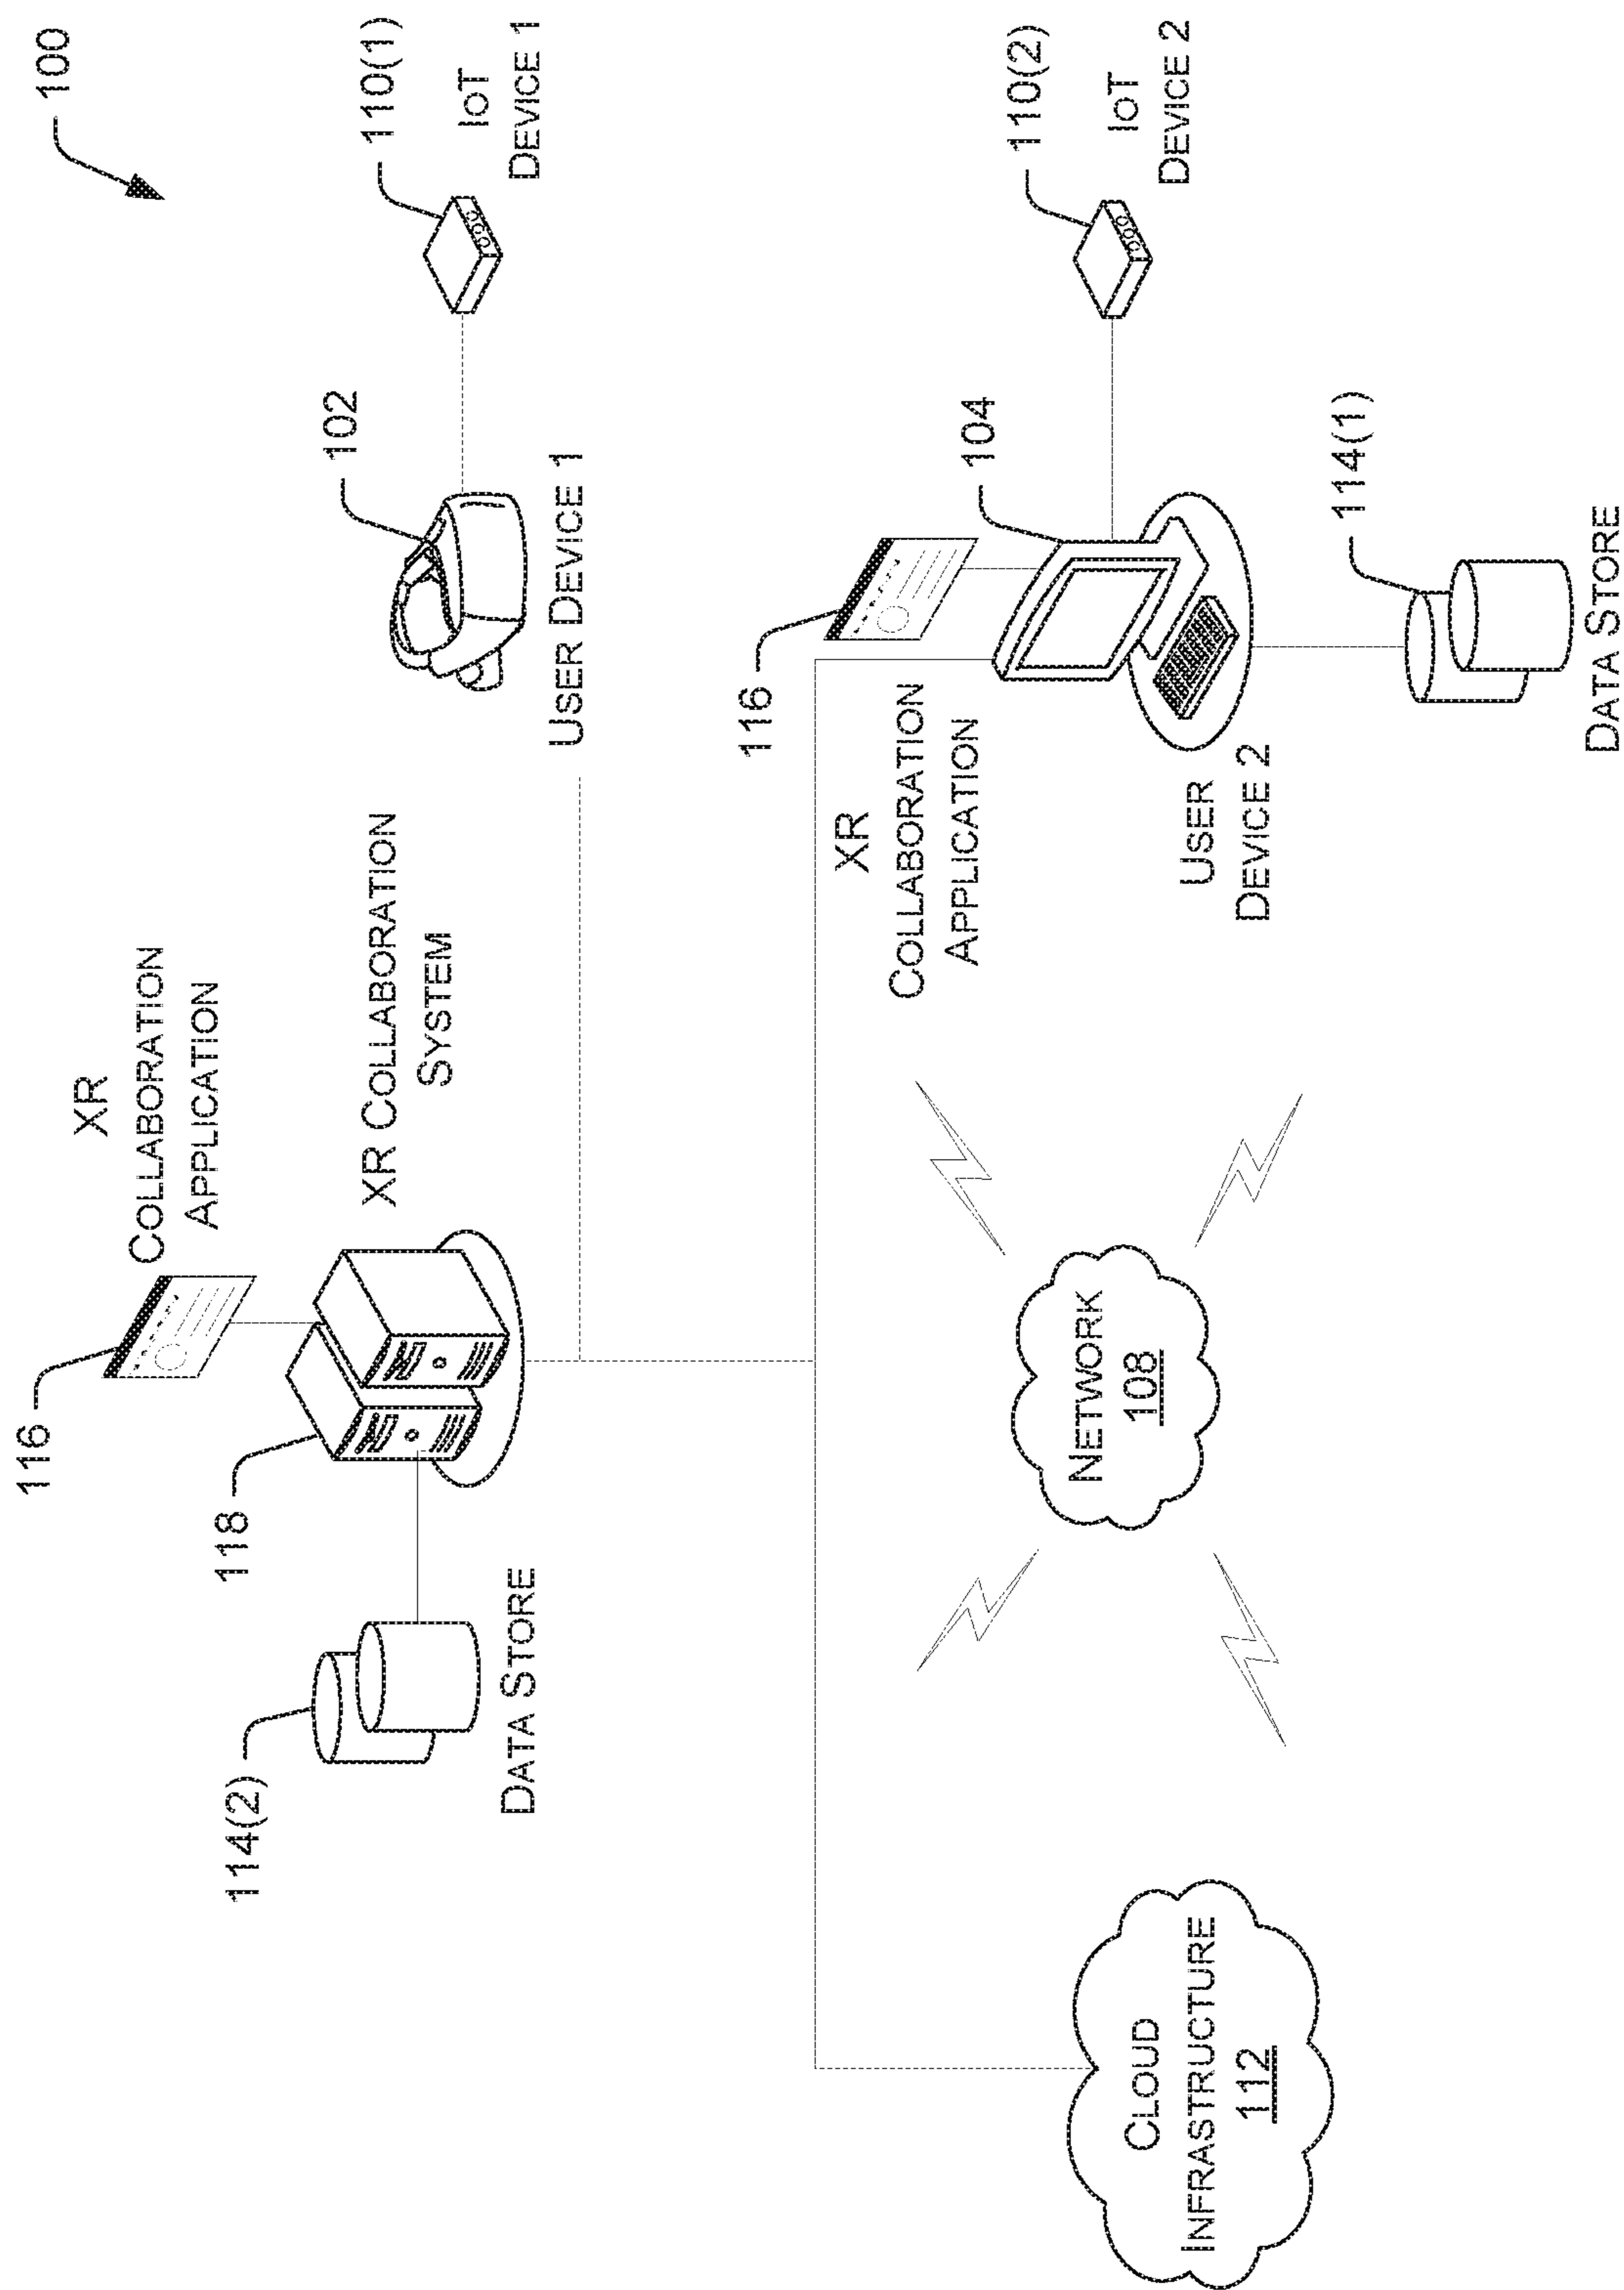 100
116
XR
COLLABORATION
APPLICATION
118
XR COLLABORATION
SYSTEM
114(2)
DATA STORE
102
USER DEVICE 1
110(1)
IOT
DEVICE 1
116
XR
COLLABORATION
APPLICATION
104
USER
DEVICE 2
110(2)
IOT
DEVICE 2
114(1)
DATA STORE
NETWORK
108
CLOUD
INFRASTRUCTURE
112